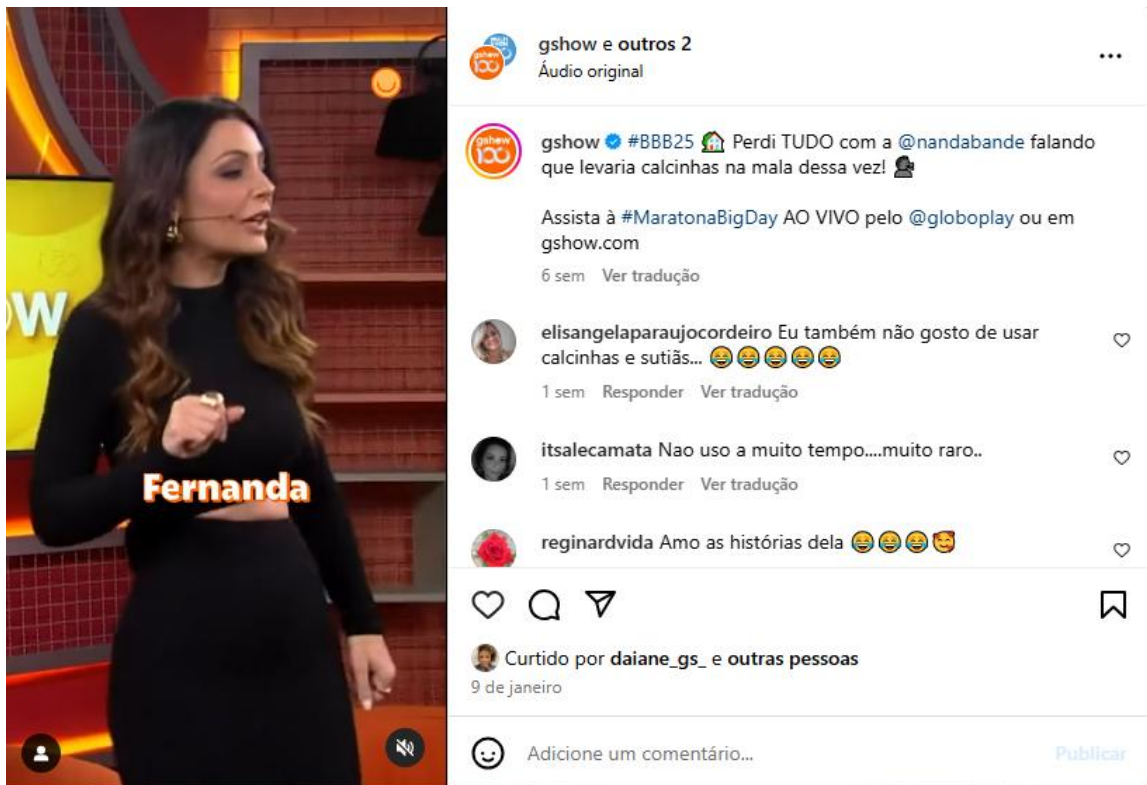 W
Fernanda
gshow e outros 2
Áudio original
gshow #BBB25 🏠 Perdi TUDO com a @nandabande falando
que levaria calcinhas na mala dessa vez! 🗣
Assista à #MaratonaBigDay AO VIVO pelo @globoplay ou em
gshow.com
6 sem Ver tradução
elisangelaparaujocordeiro Eu também não gosto de usar
calcinhas e sutiãs... 😂😂😂😂😂
1 sem Responder Ver tradução
itsalecamata Nao uso a muito tempo....muito raro..
1 sem Responder Ver tradução
reginardvida Amo as histórias dela 😂😂😂🥰
Curtido por daiane_gs_ e outras pessoas
9 de janeiro
Adicione um comentário...
Publicar